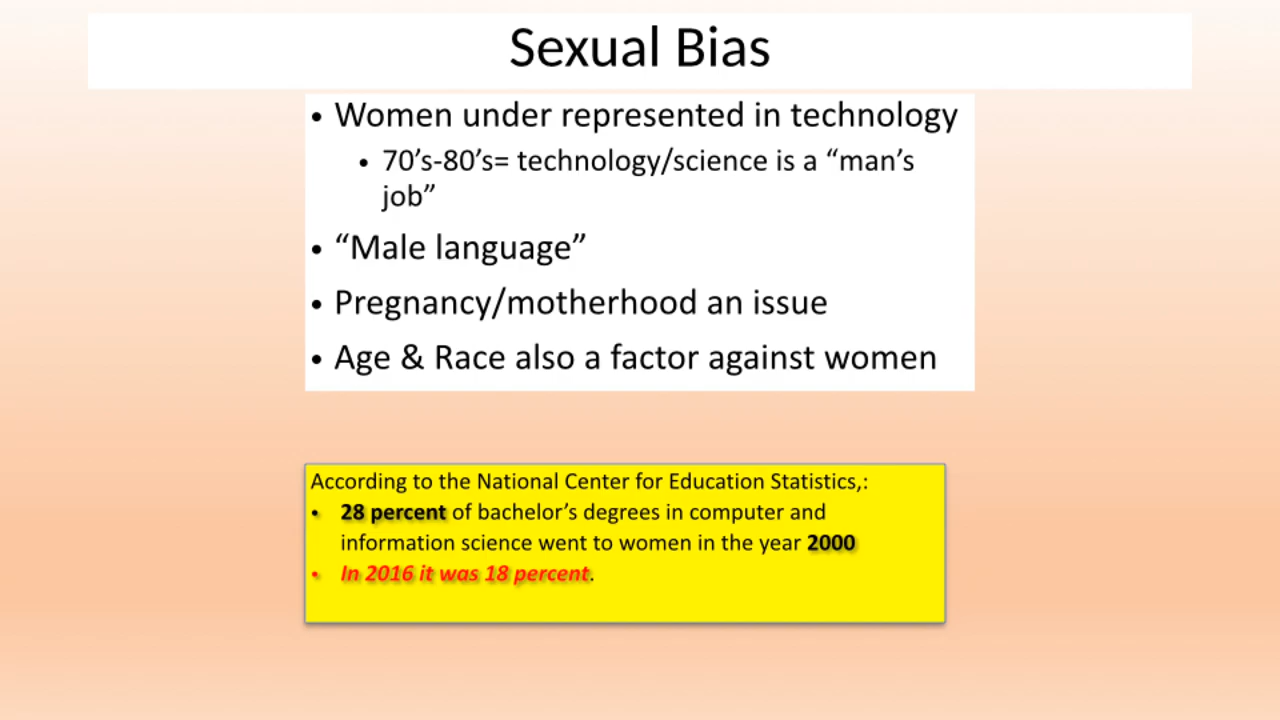 Sexual Bias
• Women under represented in technology
• 70’s-80’s= technology/science is a “man’s
job”
• “Male language”
• Pregnancy/motherhood an issue
• Age & Race also a factor against women
According to the National Center for Education Statistics,:
• 28 percent of bachelor’s degrees in computer and
information science went to women in the year 2000
• In 2016 it was 18 percent.